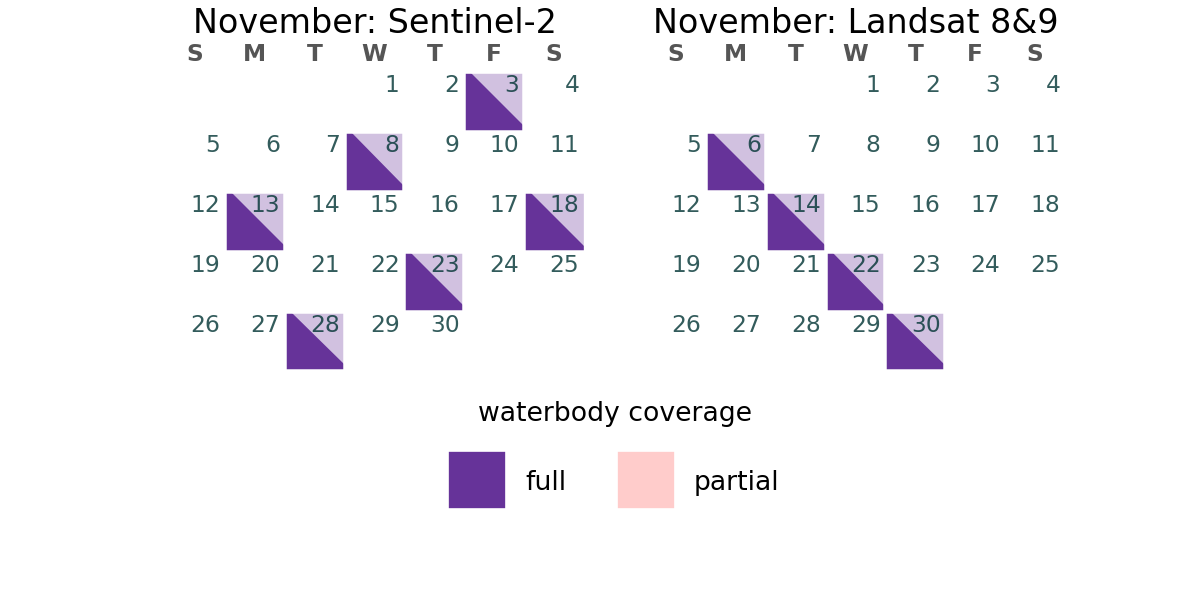 November: Sentinel-2
S M T W T F S
1 2 3 4
5 6 7 8 9 10 11
12 13 14 15 16 17 18
19 20 21 22 23 24 25
26 27 28 29 30
November: Landsat 8&9
S M T W T F S
1 2 3 4
5 6 7 8 9 10 11
12 13 14 15 16 17 18
19 20 21 22 23 24 25
26 27 28 29 30
waterbody coverage
full
partial